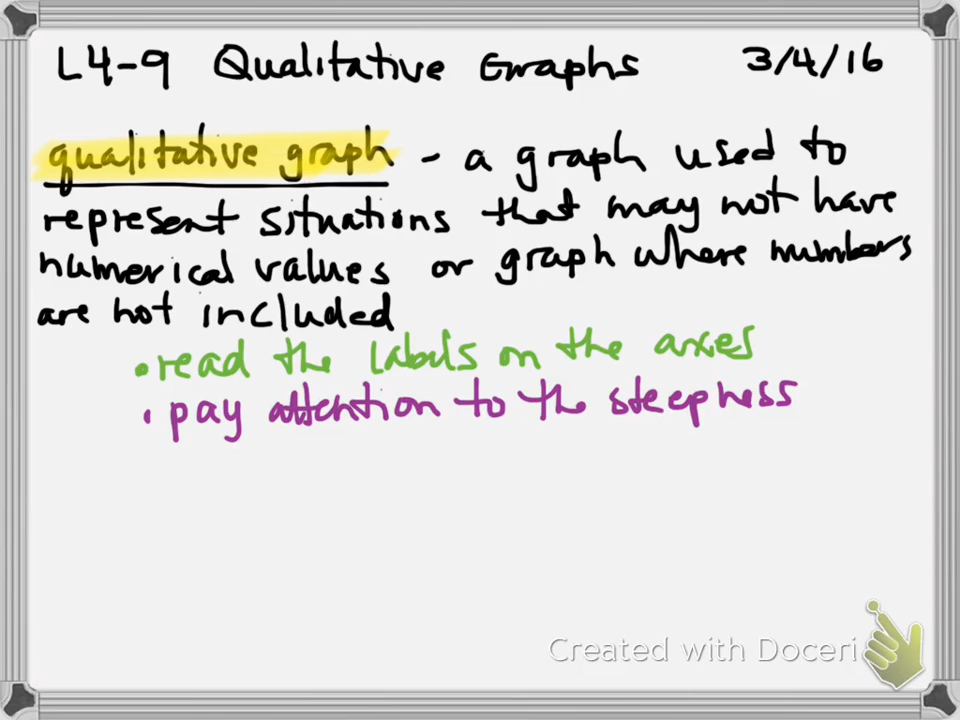 L4-9 Qualitative Graphs 3/4/16
qualitative graph - a graph used to
represent situations that may not have
numerical values or graph where numbers
are not included
• read the labels on the axes
• pay attention to the steepness
Created with Doceri